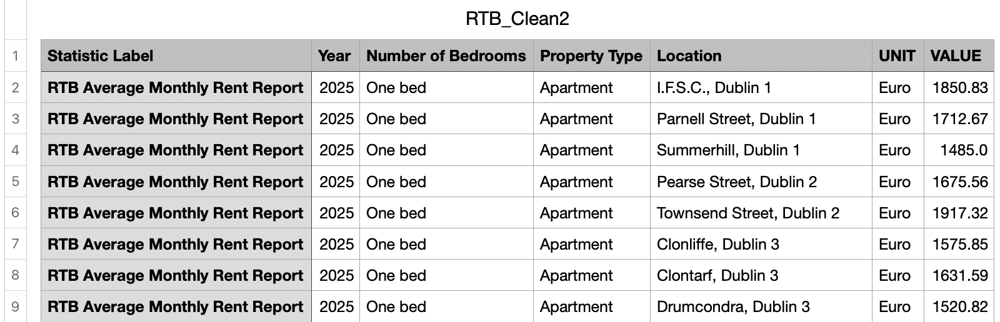 RTB_Clean2
1 Statistic Label Year Number of Bedrooms Property Type Location UNIT VALUE
2 RTB Average Monthly Rent Report 2025 One bed Apartment I.F.S.C., Dublin 1 Euro 1850.83
3 RTB Average Monthly Rent Report 2025 One bed Apartment Parnell Street, Dublin 1 Euro 1712.67
4 RTB Average Monthly Rent Report 2025 One bed Apartment Summerhill, Dublin 1 Euro 1485.0
5 RTB Average Monthly Rent Report 2025 One bed Apartment Pearse Street, Dublin 2 Euro 1675.56
6 RTB Average Monthly Rent Report 2025 One bed Apartment Townsend Street, Dublin 2 Euro 1917.32
7 RTB Average Monthly Rent Report 2025 One bed Apartment Clonliffe, Dublin 3 Euro 1575.85
8 RTB Average Monthly Rent Report 2025 One bed Apartment Clontarf, Dublin 3 Euro 1631.59
9 RTB Average Monthly Rent Report 2025 One bed Apartment Drumcondra, Dublin 3 Euro 1520.82